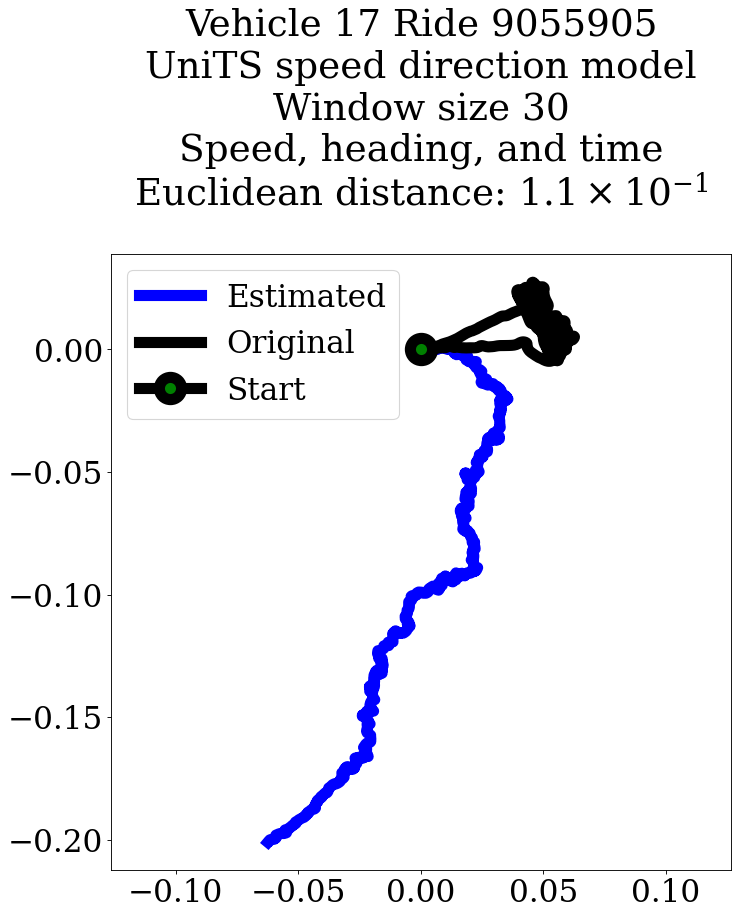 Vehicle 17 Ride 9055905
UniTS speed direction model
Window size 30
Speed, heading, and time
Euclidean distance: 1.1 × 10⁻¹
Estimated
Original
Start
0.00
−0.05
−0.10
−0.15
−0.20
−0.10 −0.05 0.00 0.05 0.10